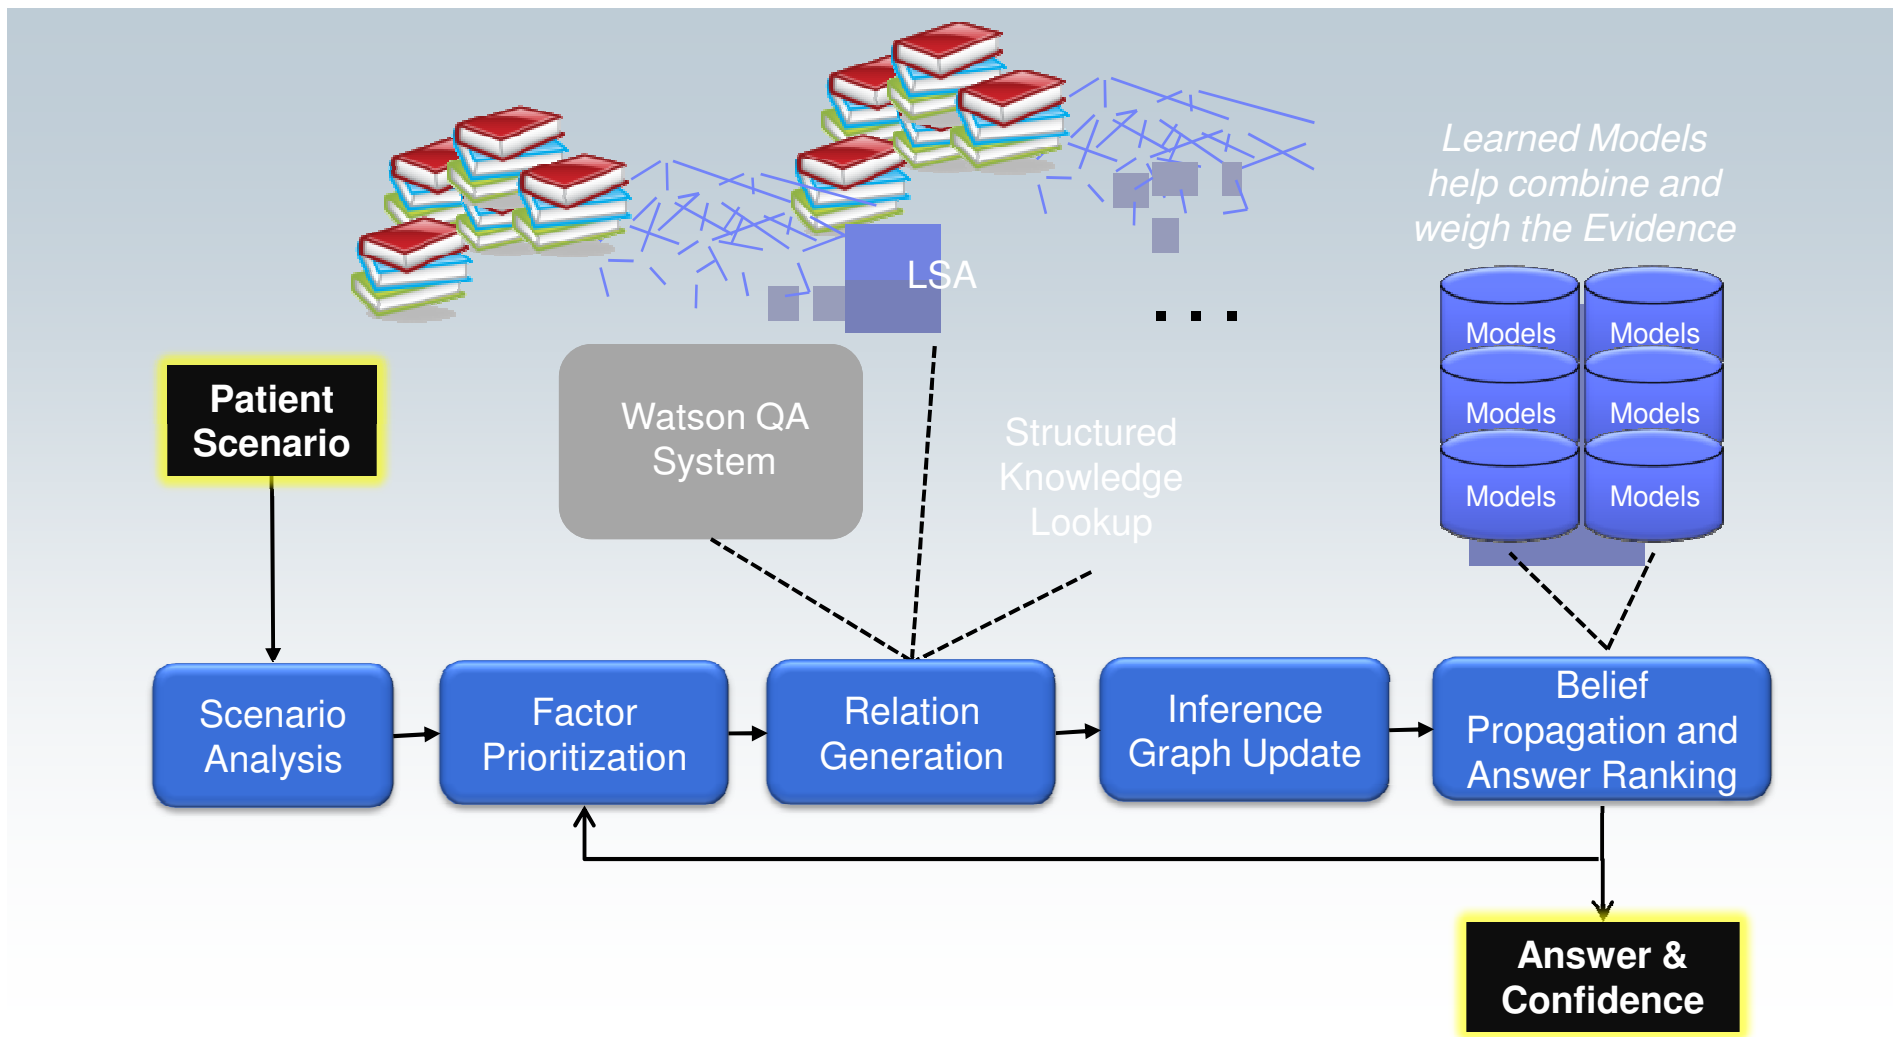 Learned Models
help combine and
weigh the Evidence
LSA
. . .
Models
Models
Models
Models
Models
Models
Patient
Scenario
Watson QA
System
Structured
Knowledge
Lookup
Scenario
Analysis
Factor
Prioritization
Relation
Generation
Inference
Graph Update
Belief
Propagation and
Answer Ranking
Answer &
Confidence